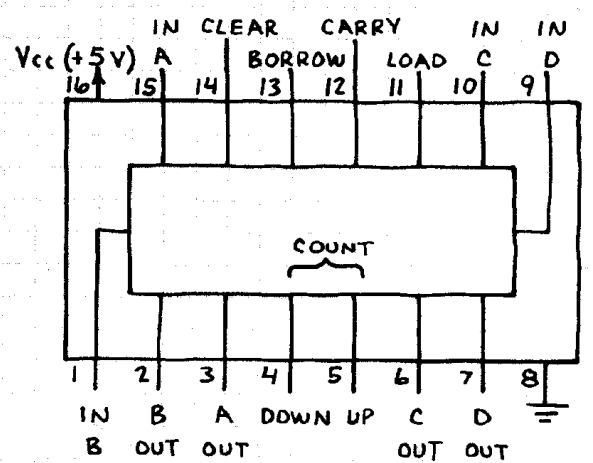 IN CLEAR CARRY IN IN
Vcc (+5 V) A BORROW LOAD C D
16 15 14 13 12 11 10 9
COUNT
1 2 3 4 5 6 7 8
IN B A DOWN UP C D
B OUT OUT OUT OUT